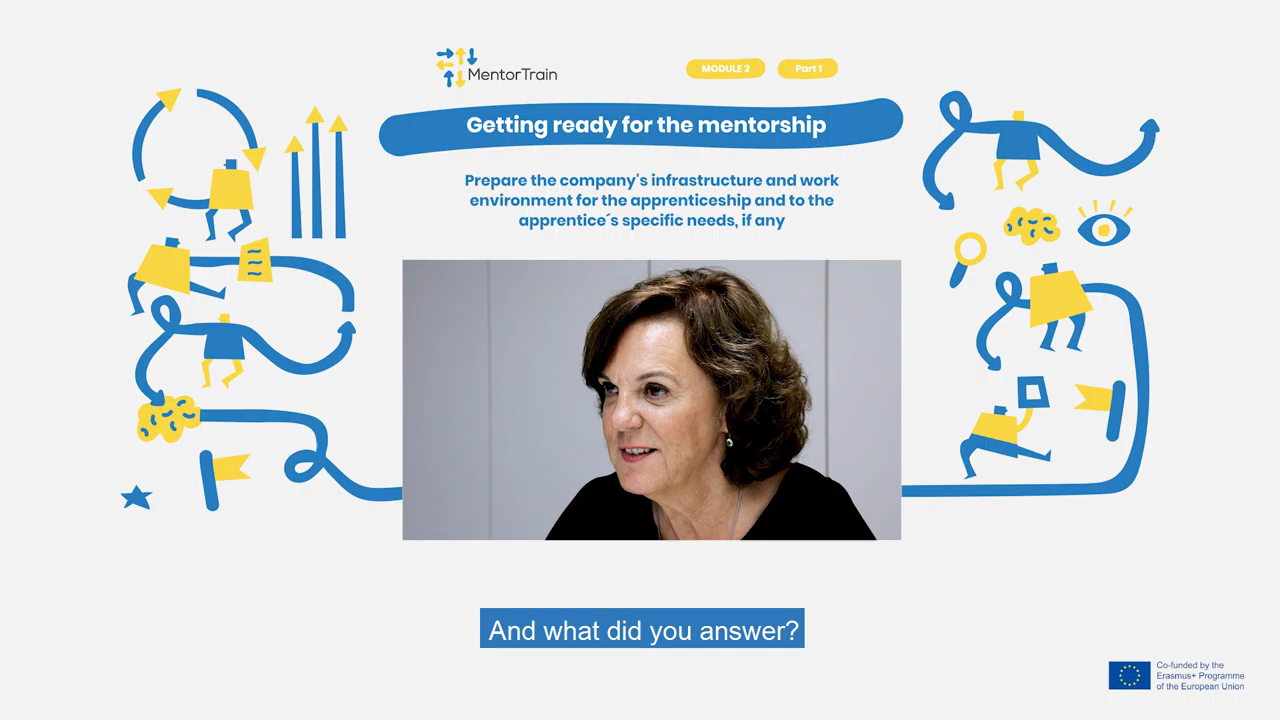 MentorTrain
MODULE 2
Part 1
Getting ready for the mentorship
Prepare the company's infrastructure and work
environment for the apprenticeship and to the
apprentice´s specific needs, if any
And what did you answer?
Co-funded by the
Erasmus+ Programme
of the European Union